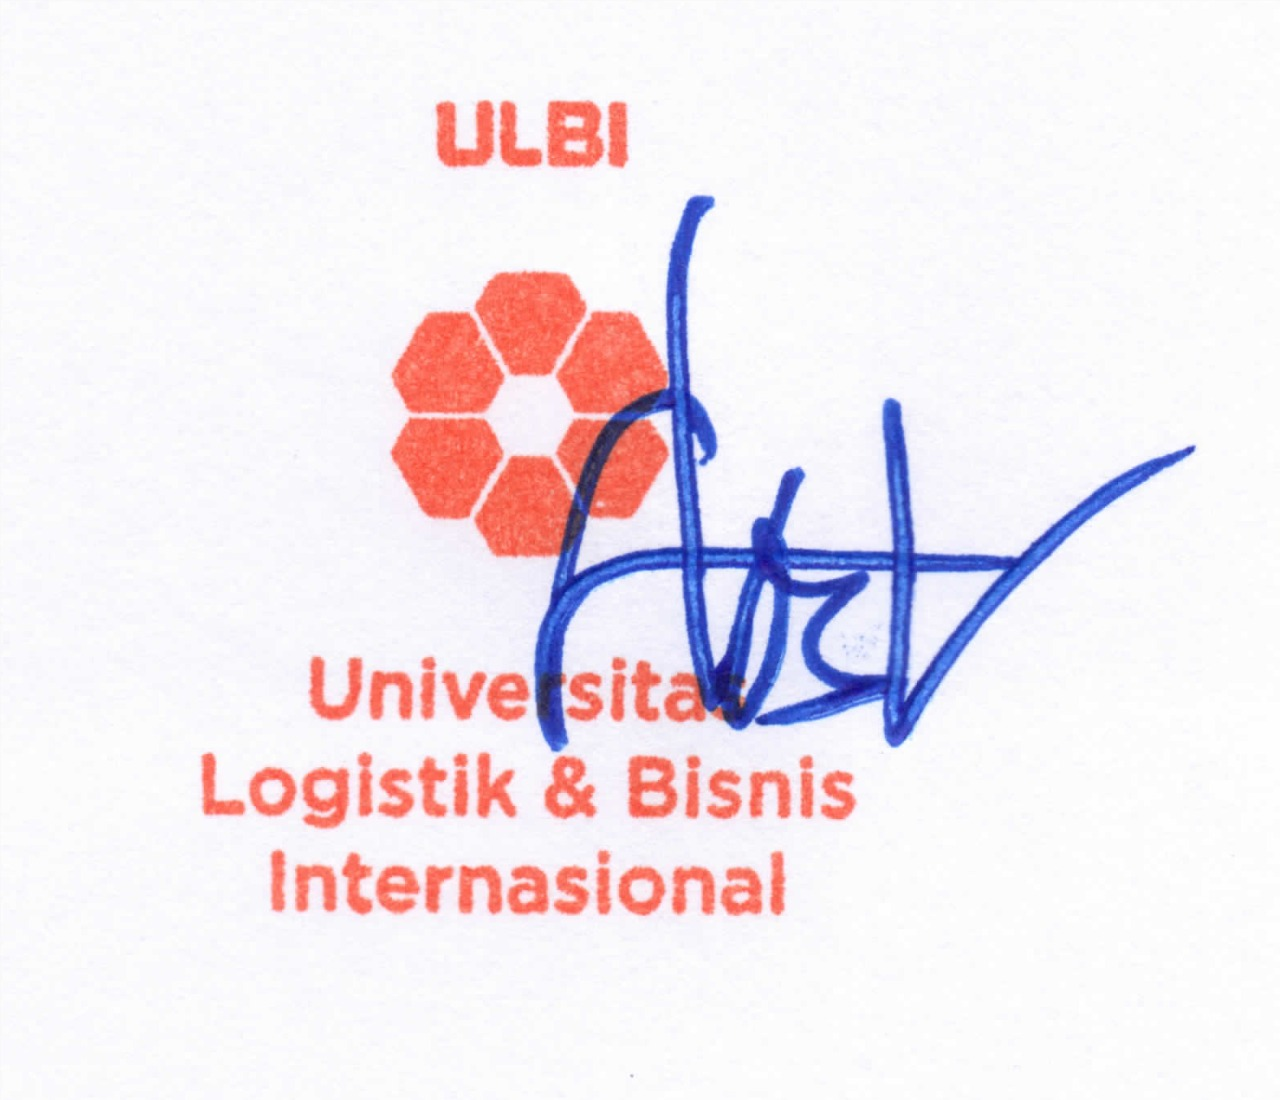 ULBI
Universitas
Logistik & Bisnis
Internasional